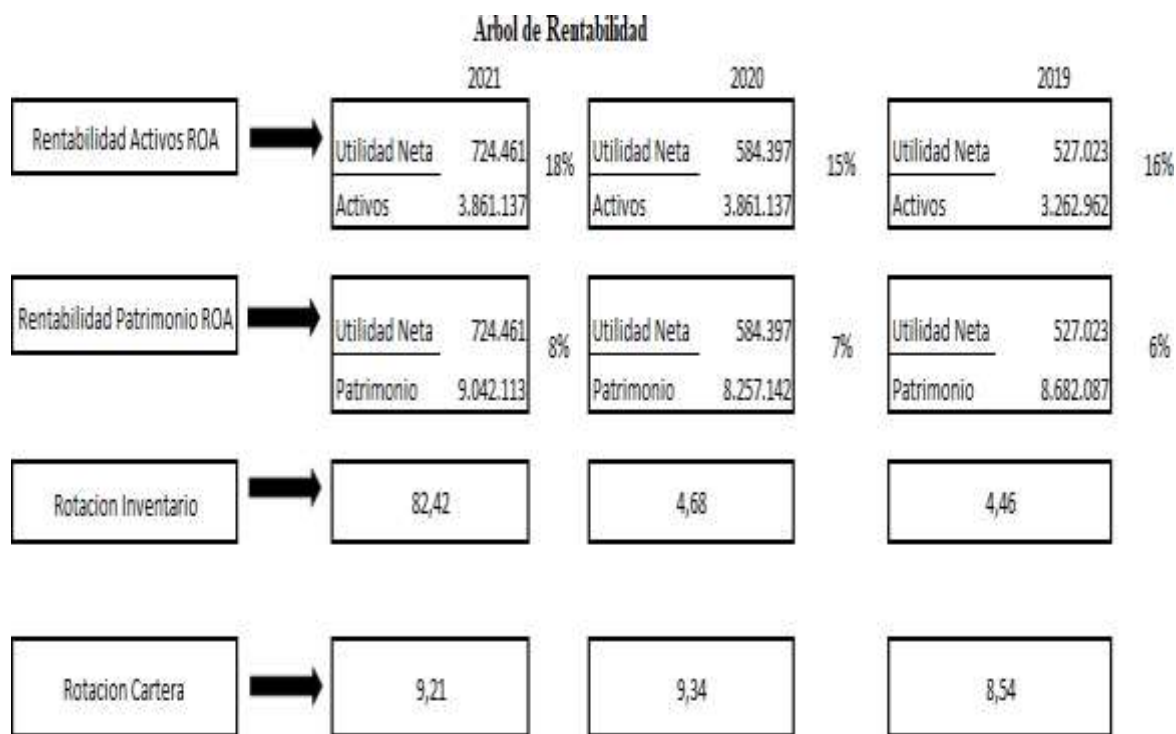 Arbol de Rentabilidad
2021 2020 2019
Rentabilidad Activos ROA
Utilidad Neta 724.461 18% Utilidad Neta 584.397 15% Utilidad Neta 527.023 16%
Activos 3.861.137 Activos 3.861.137 Activos 3.262.962
Rentabilidad Patrimonio ROA
Utilidad Neta 724.461 8% Utilidad Neta 584.397 7% Utilidad Neta 527.023 6%
Patrimonio 9.042.113 Patrimonio 8.257.142 Patrimonio 8.682.087
Rotacion Inventario 82,42 4,68 4,46
Rotacion Cartera 9,21 9,34 8,54